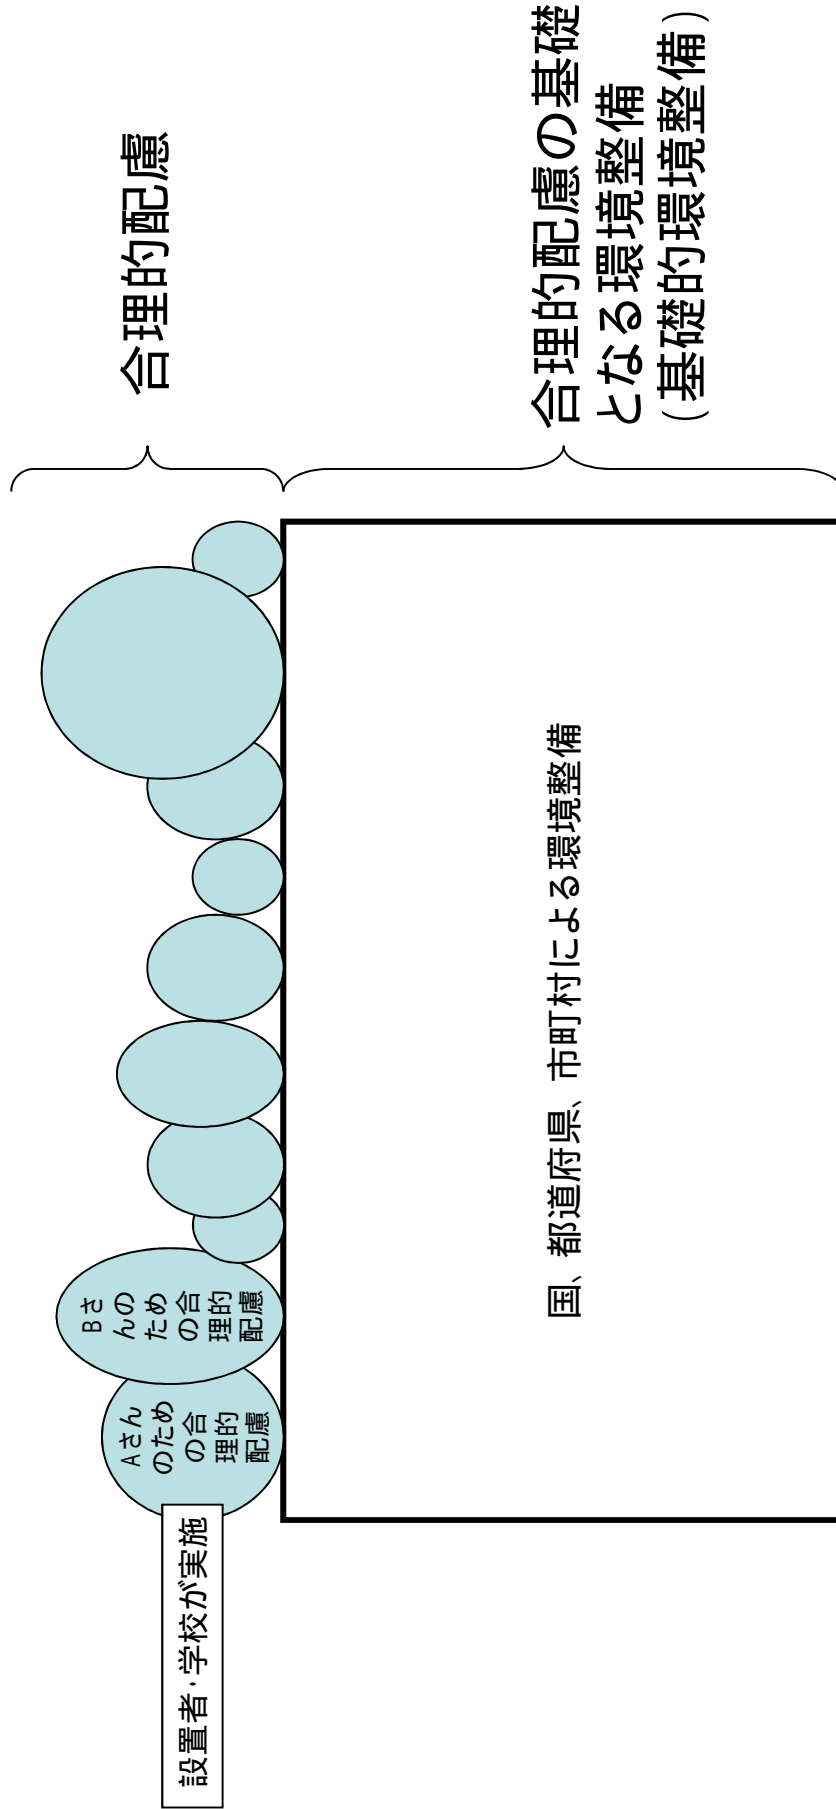 設置者・学校が実施
Aさん
のため
の合
理的
配慮
Bさ
んの
ため
の合
理的
配慮
合理的配慮
国、都道府県、市町村による環境整備
合理的配慮の基礎
となる環境整備
(基礎的環境整備)